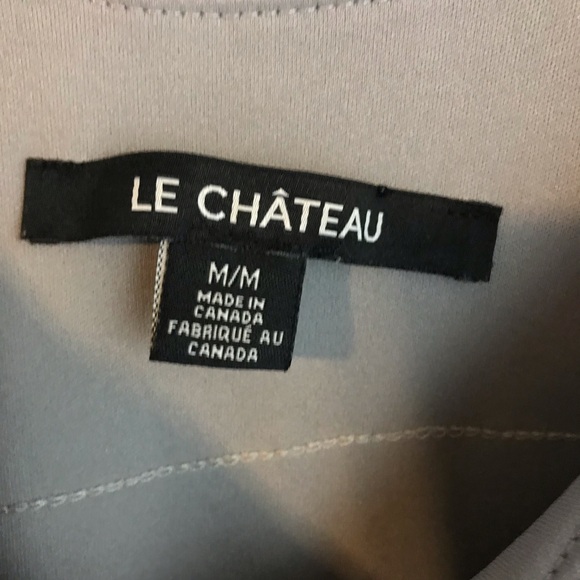 LE CHÂTEAU
M/M
MADE IN
CANADA
FABRIQUÉ AU
CANADA